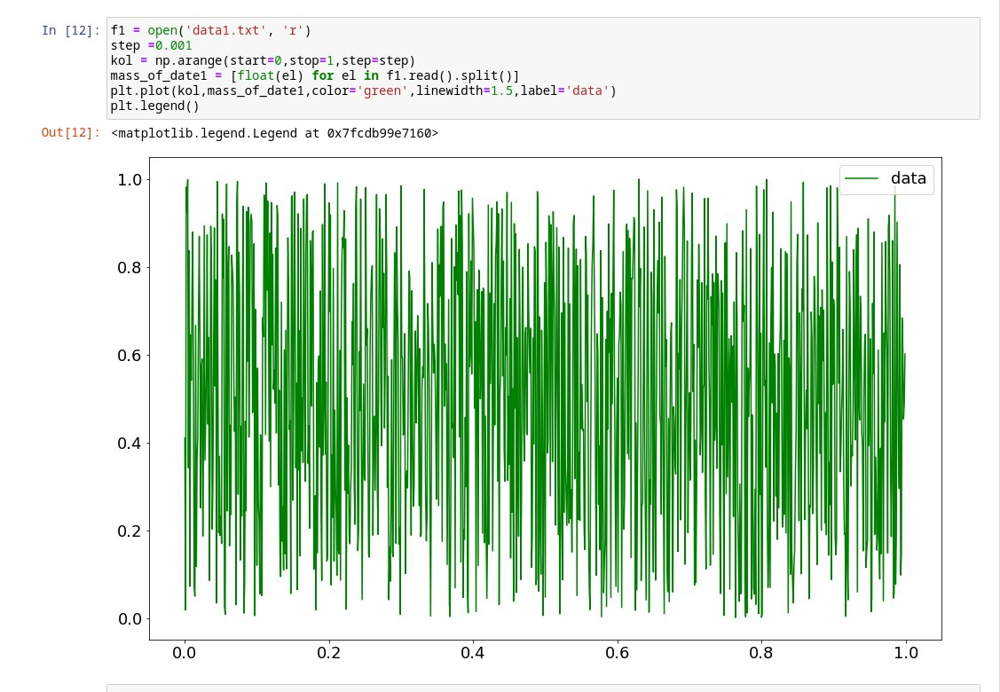 In [12]: f1 = open('data1.txt', 'r')
step =0.001
kol = np.arange(start=0,stop=1,step=step)
mass_of_date1 = [float(el) for el in f1.read().split()]
plt.plot(kol,mass_of_date1,color='green',linewidth=1.5,label='data')
plt.legend()
Out[12]: <matplotlib.legend.Legend at 0x7fcdb99e7160>
data
1.0
0.8
0.6
0.4
0.2
0.0
0.0 0.2 0.4 0.6 0.8 1.0